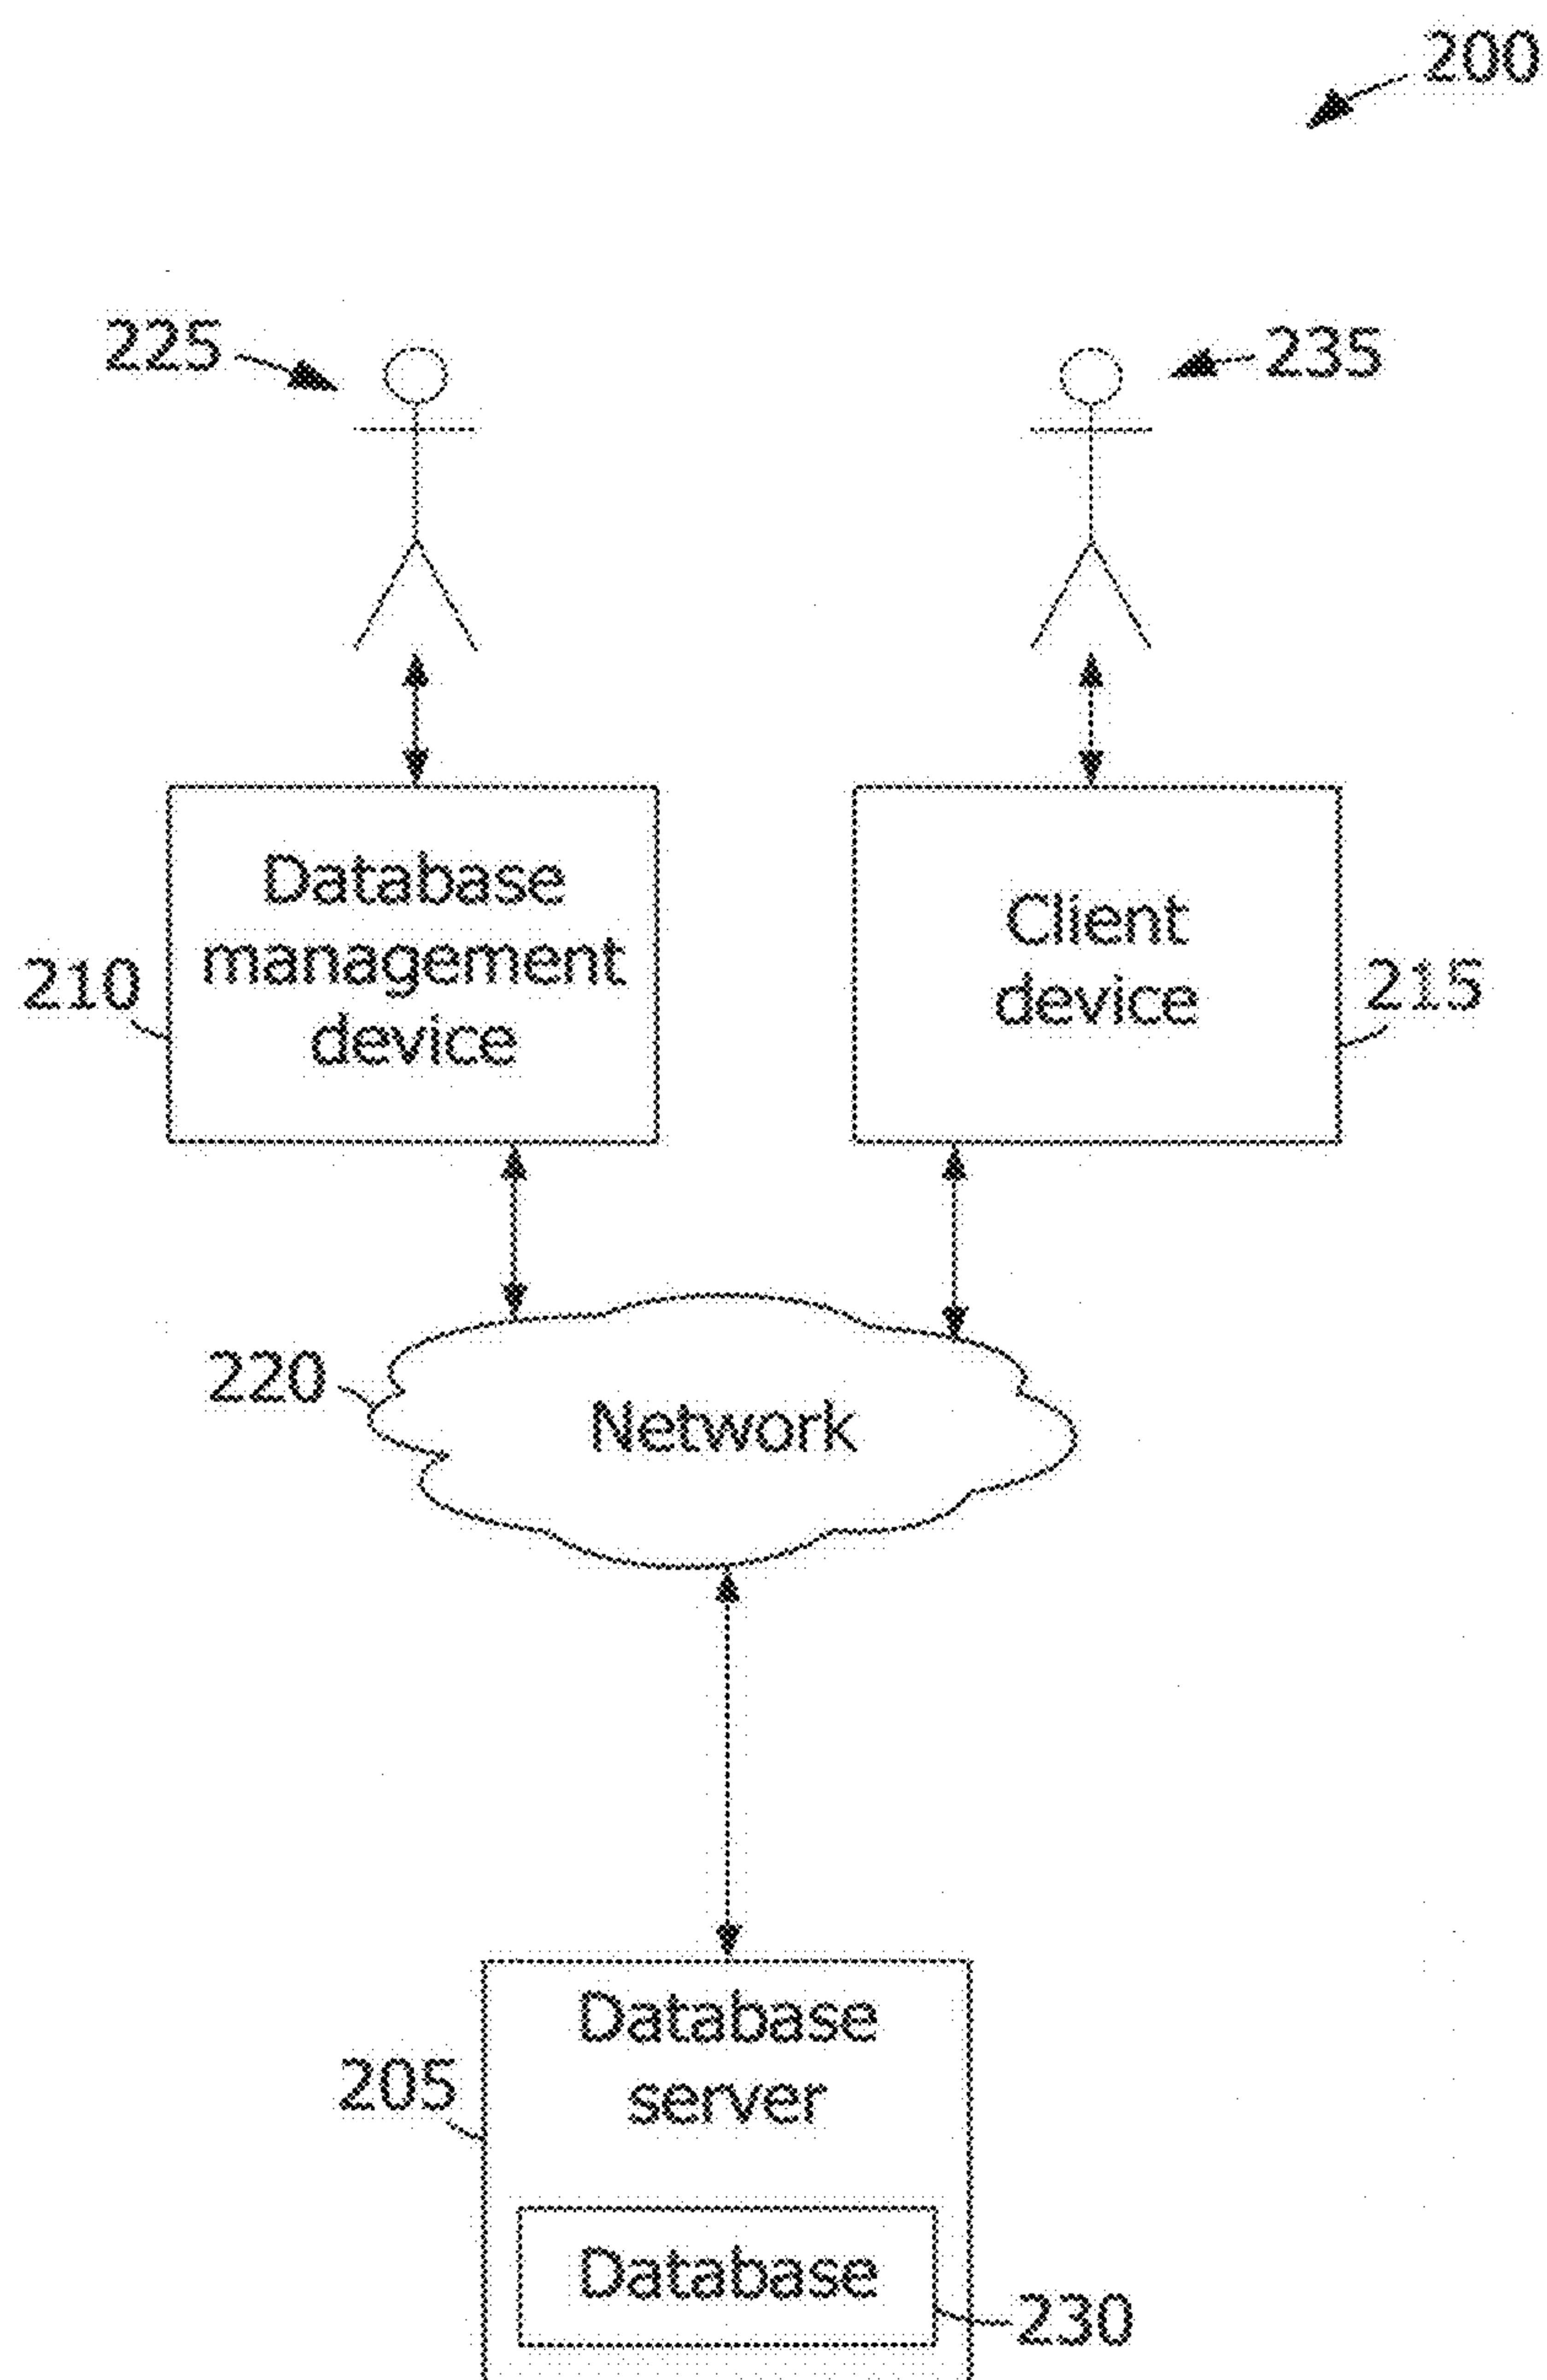 200
225
235
Database
management
device
210
Client
device
215
220
Network
Database
server
205
Database
230